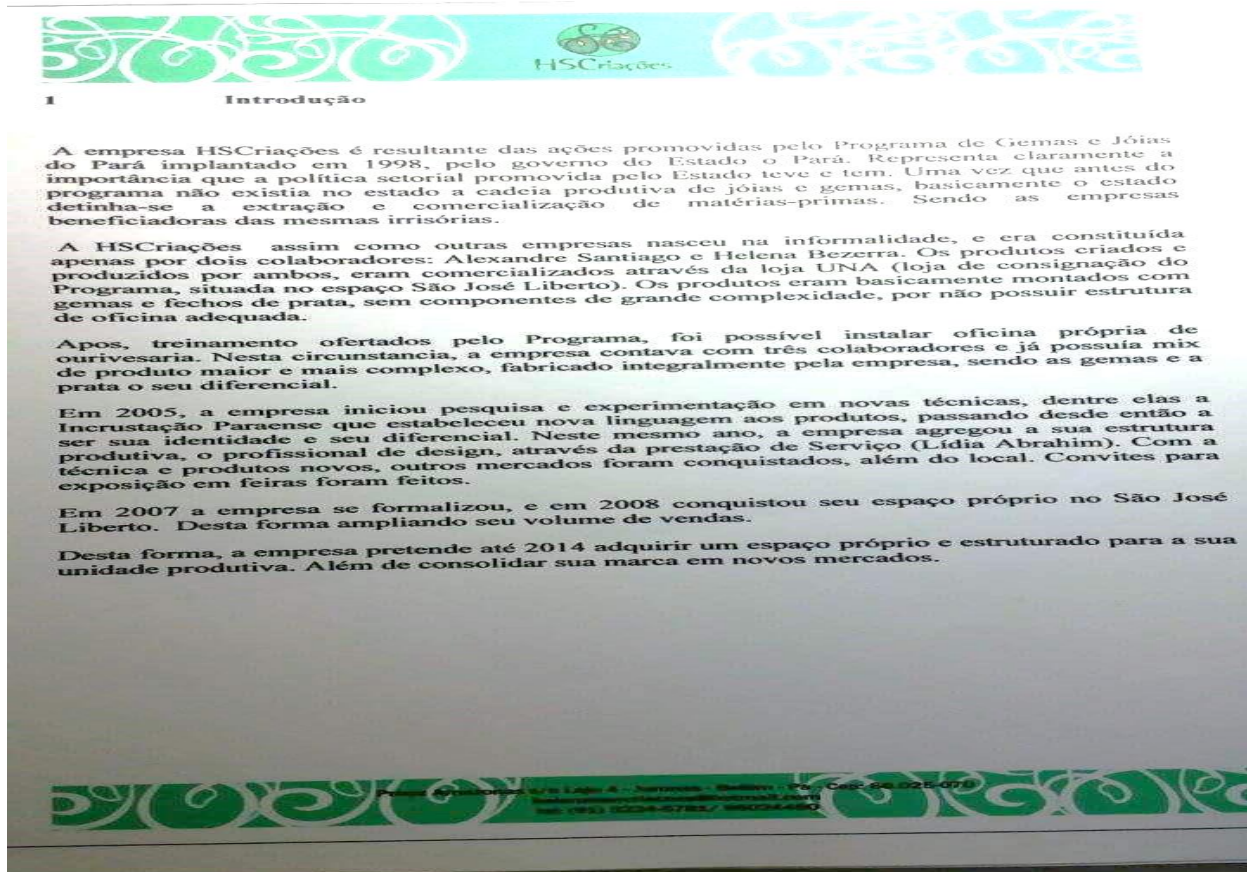 HSCriações
1 Introdução
A empresa HSCriações é resultante das ações promovidas pelo Programa de Gemas e Jóias
do Pará implantado em 1998, pelo governo do Estado o Pará. Representa claramente a
importância que a política setorial promovida pelo Estado teve e tem. Uma vez que antes do
programa não existia no estado a cadeia produtiva de jóias e gemas, basicamente o estado
detinha-se a extração e comercialização de matérias-primas. Sendo as empresas
beneficiadoras das mesmas irrisórias.
A HSCriações assim como outras empresas nasceu na informalidade, e era constituída
apenas por dois colaboradores: Alexandre Santiago e Helena Bezerra. Os produtos criados e
produzidos por ambos, eram comercializados através da loja UNA (loja de consignação do
Programa, situada no espaço São José Liberto). Os produtos eram basicamente montados com
gemas e fechos de prata, sem componentes de grande complexidade, por não possuir estrutura
de oficina adequada.
Apos, treinamento ofertados pelo Programa, foi possível instalar oficina própria de
ourivesaria. Nesta circunstancia, a empresa contava com três colaboradores e já possuía mix
de produto maior e mais complexo, fabricado integralmente pela empresa, sendo as gemas e a
prata o seu diferencial.
Em 2005, a empresa iniciou pesquisa e experimentação em novas técnicas, dentre elas a
Incrustação Paraense que estabeleceu nova linguagem aos produtos, passando desde então a
ser sua identidade e seu diferencial. Neste mesmo ano, a empresa agregou a sua estrutura
produtiva, o profissional de design, através da prestação de Serviço (Lídia Abrahim). Com a
técnica e produtos novos, outros mercados foram conquistados, além do local. Convites para
exposição em feiras foram feitos.
Em 2007 a empresa se formalizou, e em 2008 conquistou seu espaço próprio no São José
Liberto. Desta forma ampliando seu volume de vendas.
Desta forma, a empresa pretende até 2014 adquirir um espaço próprio e estruturado para a sua
unidade produtiva. Além de consolidar sua marca em novos mercados.
Amazonas s/n Loja 4 - Jurunas - Belém - Pa - Cep: 66.025-070